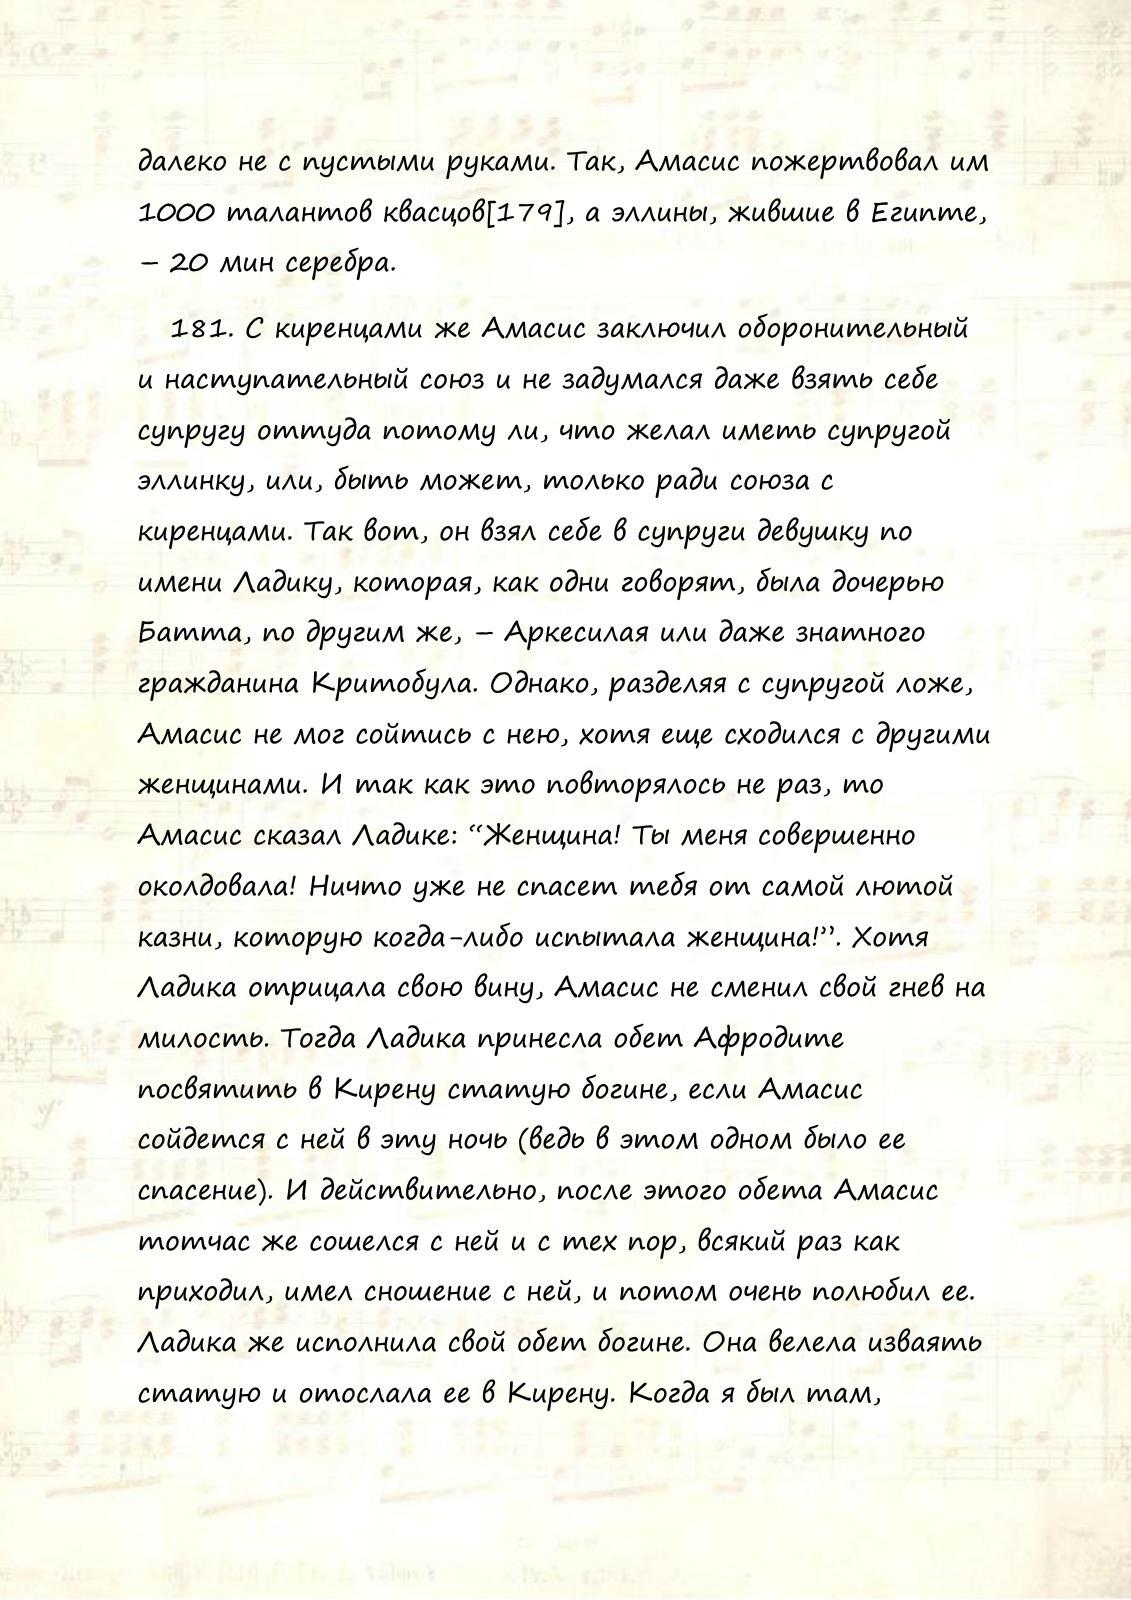 далеко не с пустыми руками. Так, Амасис пожертвовал им
1000 талантов квасцов[179], а эллины, жившие в Египте,
– 20 мин серебра.
181. С киренцами же Амасис заключил оборонительный
и наступательный союз и не задумался даже взять себе
супругу оттуда потому ли, что желал иметь супругой
эллинку, или, быть может, только ради союза с
киренцами. Так вот, он взял себе в супруги девушку по
имени Ладику, которая, как одни говорят, была дочерью
Батта, по другим же, – Аркесилая или даже знатного
гражданина Критобула. Однако, разделяя с супругой ложе,
Амасис не мог сойтись с нею, хотя еще сходился с другими
женщинами. И так как это повторялось не раз, то
Амасис сказал Ладике: “Женщина! Ты меня совершенно
околдовала! Ничто уже не спасет тебя от самой лютой
казни, которую когда-либо испытала женщина!”. Хотя
Ладика отрицала свою вину, Амасис не сменил свой гнев на
милость. Тогда Ладика принесла обет Афродите
посвятить в Кирену статую богине, если Амасис
сойдется с ней в эту ночь (ведь в этом одном было ее
спасение). И действительно, после этого обета Амасис
тотчас же сошелся с ней и с тех пор, всякий раз как
приходил, имел сношение с ней, и потом очень полюбил ее.
Ладика же исполнила свой обет богине. Она велела изваять
статую и отослала ее в Кирену. Когда я был там,